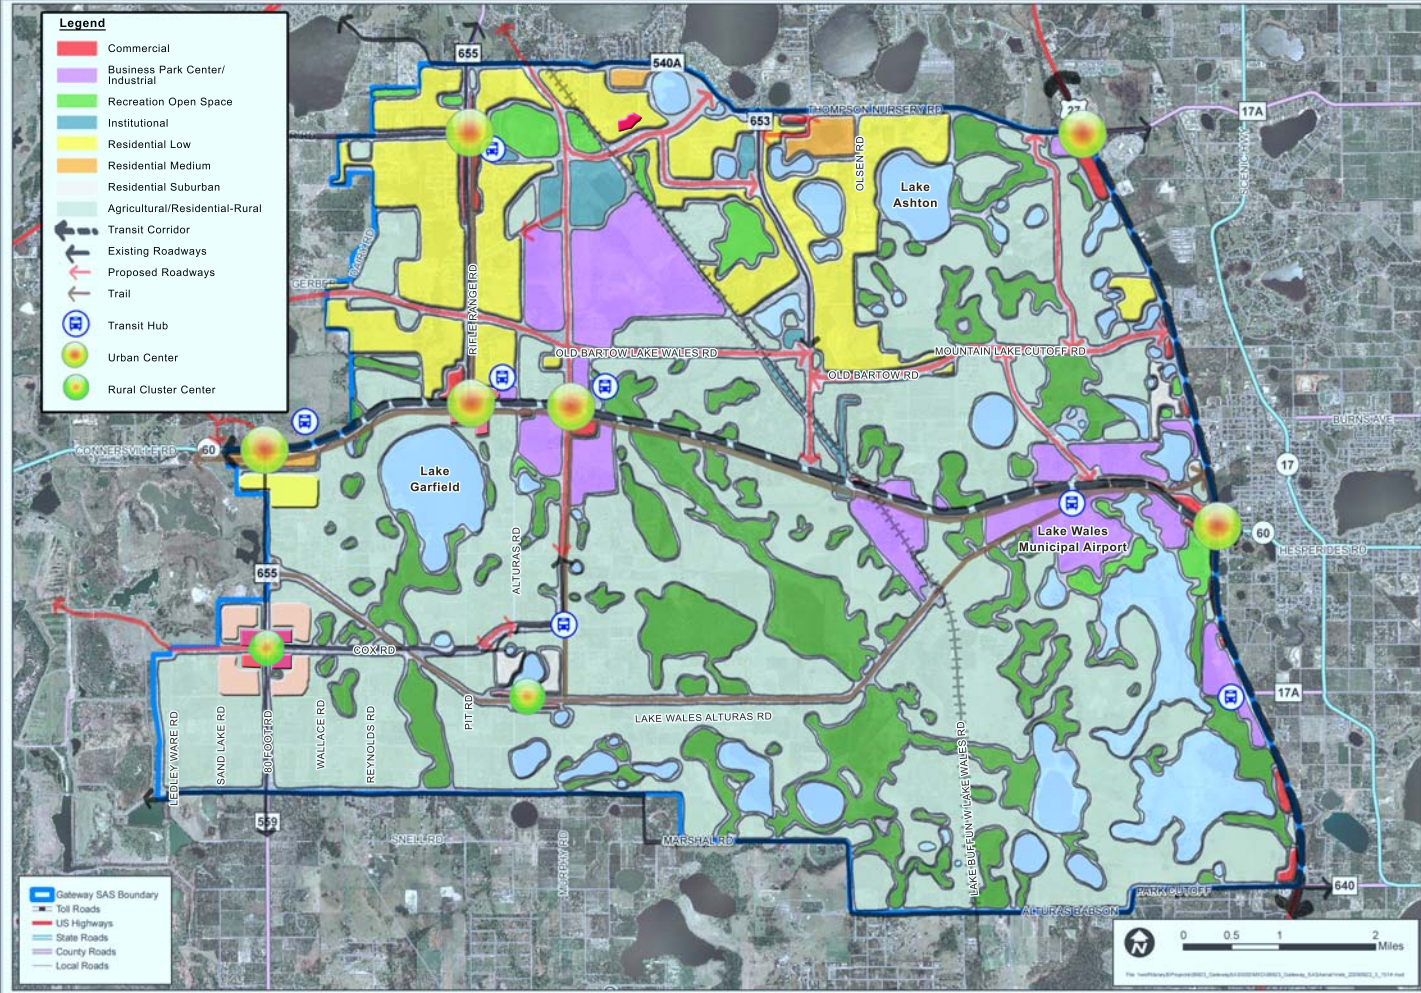 Legend
Commercial
Business Park Center/
Industrial
Recreation Open Space
Institutional
Residential Low
Residential Medium
Residential Suburban
Agricultural/Residential-Rural
Transit Corridor
Existing Roadways
Proposed Roadways
Trail
Transit Hub
Urban Center
Rural Cluster Center
655
540A
653
THOMPSON NURSERY RD
27
17A
SCENIC HWY
OLSEN RD
Lake
Ashton
GERBER
RIFLE RANGE RD
OLD BARTOW LAKE WALES RD
MOUNTAIN LAKE CUTOFF RD
OLD BARTOW RD
BURNS AVE
CONNERSVILLE RD
60
17
Lake
Garfield
Lake Wales
Municipal Airport
60
HESPERIDES RD
ALTURAS RD
655
COX RD
17A
LEDLEY WARE RD
SAND LAKE RD
80 FOOT RD
WALLACE RD
REYNOLDS RD
PIT RD
LAKE WALES ALTURAS RD
LAKE BUFFUN W LAKE WALES RD
559
SNELL RD
MURPHY RD
MARSHAL RD
PARK CUTOFF
640
ALTURAS BABSON
Gateway SAS Boundary
Toll Roads
US Highways
State Roads
County Roads
Local Roads
N
0 0.5 1 2
Miles